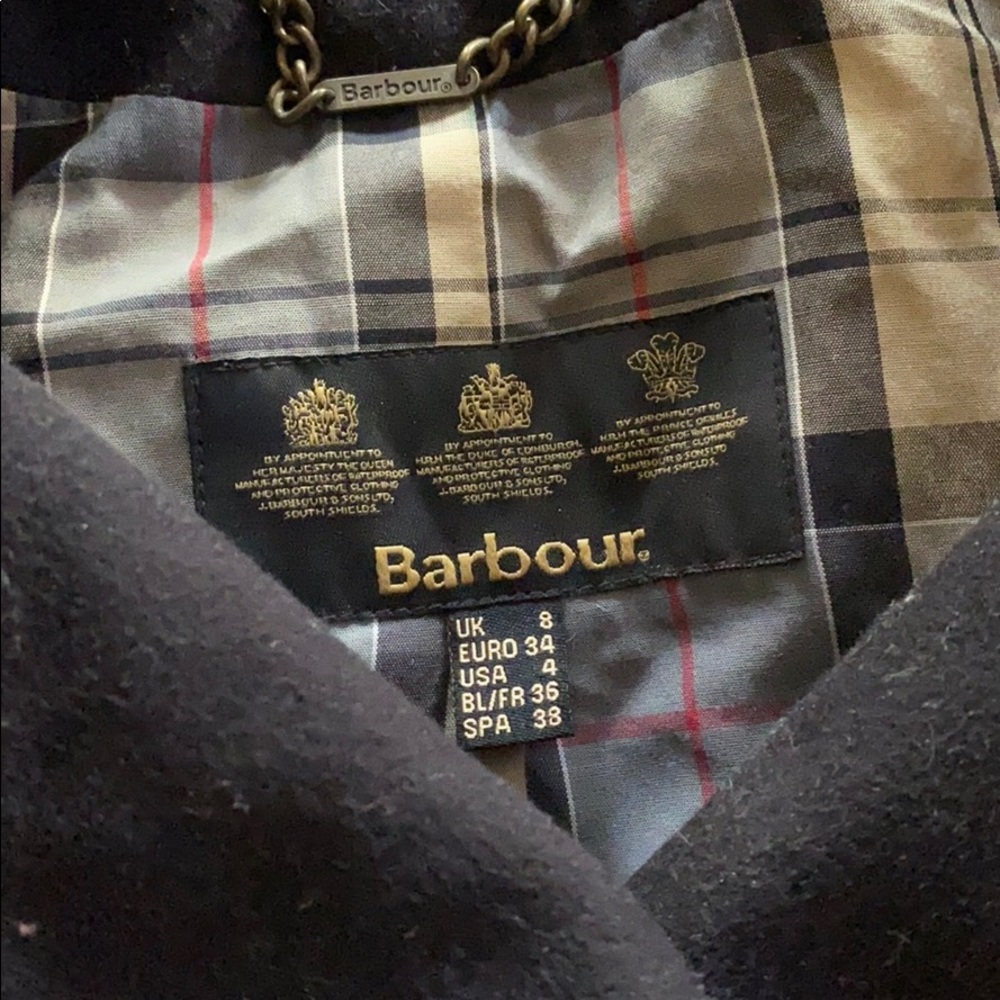 Barbour®
BY APPOINTMENT TO
HER MAJESTY THE QUEEN
MANUFACTURERS OF WATERPROOF
AND PROTECTIVE CLOTHING
J. BARBOUR & SONS LTD,
SOUTH SHIELDS.
BY APPOINTMENT TO
H.R.H. THE DUKE OF EDINBURGH
MANUFACTURERS OF WATERPROOF
AND PROTECTIVE CLOTHING
J. BARBOUR & SONS LTD,
SOUTH SHIELDS.
BY APPOINTMENT TO
H.R.H. THE PRINCE OF WALES
MANUFACTURERS OF WATERPROOF
AND PROTECTIVE CLOTHING
J. BARBOUR & SONS LTD
SOUTH SHIELDS.
Barbour®
UK 8
EURO 34
USA 4
BL/FR 36
SPA 38